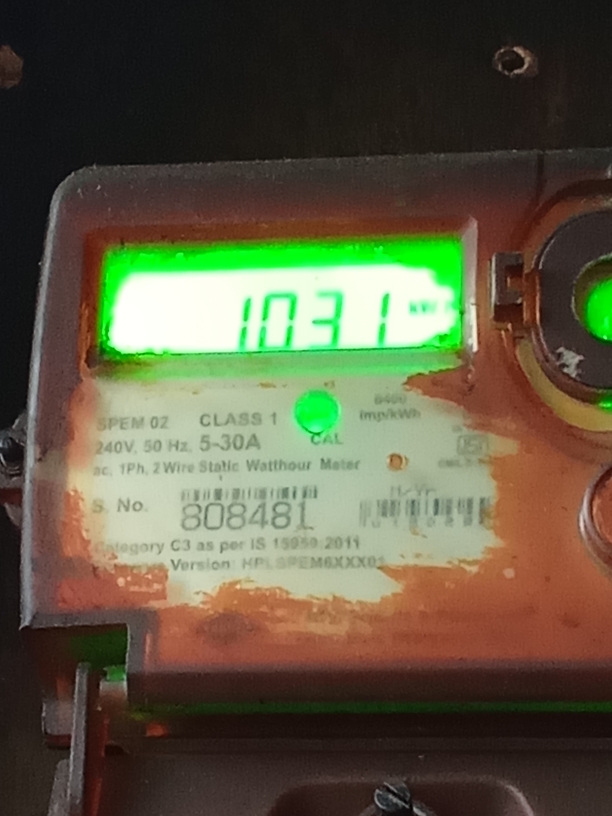 1031 kWh
SPEM 02 CLASS 1
6400
imp/kWh
CAL
240V, 50 Hz, 5-30A
ac, 1Ph, 2 Wire Static Watthour Meter
S. No.
808481
Category C3 as per IS 15959:2011
Version: HPLSPEM6XXX01